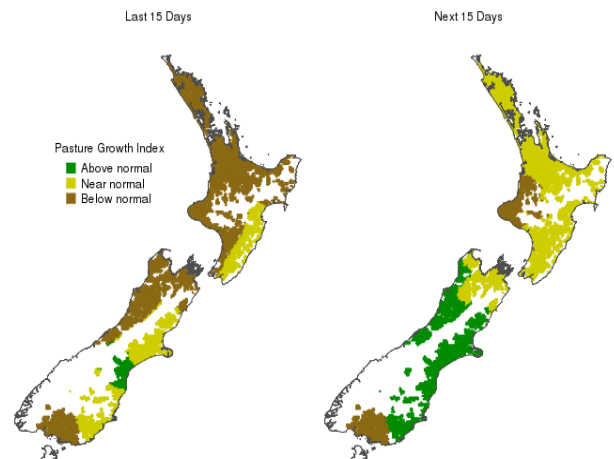 Last 15 Days
Next 15 Days
Pasture Growth Index
Above normal
Near normal
Below normal